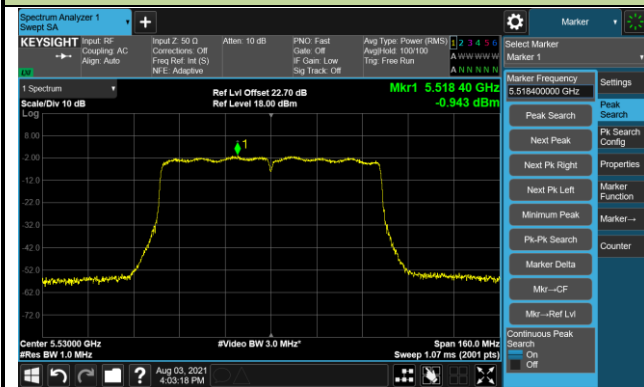 Spectrum Analyzer 1
Swept SA
Marker
KEYSIGHT
Input: RF
Coupling: AC
Align: Auto
Input Z: 50 Ω
Corrections: Off
Freq Ref: Int (S)
NFE: Adaptive
Atten: 10 dB
PNO: Fast
Gate: Off
IF Gain: Low
Sig Track: Off
Avg Type: Power (RMS)
Avg|Hold: 100/100
Trig: Free Run
1 2 3 4 5 6
A W W W W W
A N N N N N
LXI
Select Marker
Marker 1
1 Spectrum
Scale/Div 10 dB
Log
Ref Lvl Offset 22.70 dB
Ref Level 18.00 dBm
Mkr1 5.518 40 GHz
-0.943 dBm
8.00
-2.00
-12.0
-22.0
-32.0
-42.0
-52.0
-62.0
-72.0
1
Center 5.53000 GHz
#Res BW 1.0 MHz
#Video BW 3.0 MHz*
Span 160.0 MHz
Sweep 1.07 ms (2001 pts)
Marker Frequency
5.518400000 GHz
Peak Search
Next Peak
Next Pk Right
Next Pk Left
Minimum Peak
Pk-Pk Search
Marker Delta
Mkr→CF
Mkr→Ref Lvl
Continuous Peak
Search
On
Off
Settings
Peak
Search
Pk Search
Config
Properties
Marker
Function
Marker→
Counter
Aug 03, 2021
4:03:18 PM